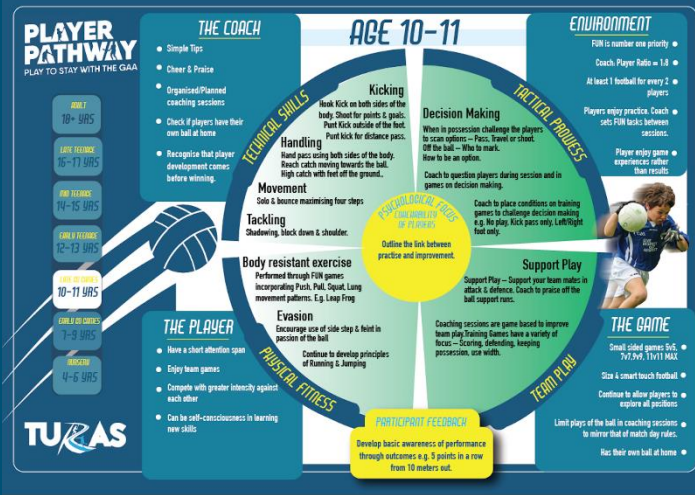 PLAYER
PATHWAY
PLAY TO STAY WITH THE GAA
ADULT
18+ YRS
LATE TEENAGE
16-17 YRS
MID TEENAGE
14-15 YRS
EARLY TEENAGE
12-13 YRS
10-11 YRS
7-9 YRS
NURSERY
4-6 YRS
TURAS
THE COACH
• Simple Tips
• Cheer & Praise
• Organised/Planned
coaching sessions
• Check if players have their
own ball at home
• Recognise that player
development comes
before winning.
AGE 10-11
ENVIRONMENT
FUN is number one priority •
Coach: Player Ratio = 1:8 •
At least 1 football for every 2 •
players
Players enjoy practice. Coach •
sets FUN tasks between
sessions.
Player enjoy game •
experiences rather
than results
TECHNICAL SKILLS
Kicking
Hook Kick on both sides of the
body. Shoot for points & goals.
Punt Kick outside of the foot.
Punt kick for distance pass.
Handling
Hand pass using both sides of the body.
Reach catch moving towards the ball.
High catch with feet off the ground..
Movement
Solo & bounce maximising four steps
Tackling
Shadowing, block down & shoulder.
TACTICAL PROWESS
Decision Making
When in possession challenge the players
to scan options – Pass, Travel or shoot.
Off the ball – Who to mark.
How to be an option.
Coach to question players during session and in
games on decision making.
Coach to place conditions on training
games to challenge decision making
e.g. No play, Kick pass only, Left/Right
foot only.
PSYCHOLOGICAL FOCUS
COACHABILITY
OF PLAYERS
Outline the link between
practise and improvement.
THE PLAYER
• Have a short attention span
• Enjoy team games
• Compete with greater intensity against
each other
• Can be self-consciousness in learning
new skills
PHYSICAL FITNESS
Body resistant exercise
Performed through FUN games
incorporating Push, Pull, Squat, Lung
movement patterns. E.g. Leap Frog
Evasion
Encourage use of side step & feint in
passion of the ball
Continue to develop principles
of Running & Jumping
TEAM PLAY
Support Play
Support Play – Support your team mates in
attack & defence. Coach to praise off the
ball support runs.
Coaching sessions are game based to improve
team play.Training Games have a variety of
focus – Scoring, defending, keeping
possession, use width.
PARTICIPANT FEEDBACK
Develop basic awareness of performance
through outcomes e.g. 5 points in a row
from 10 meters out.
THE GAME
Small sided games 5v5, •
7v7,9v9, 11v11 MAX
Size 4 smart touch football •
Continue to allow players to •
explore all positions
Limit plays of the ball in coaching sessions •
to mirror that of match day rules.
Has their own ball at home •